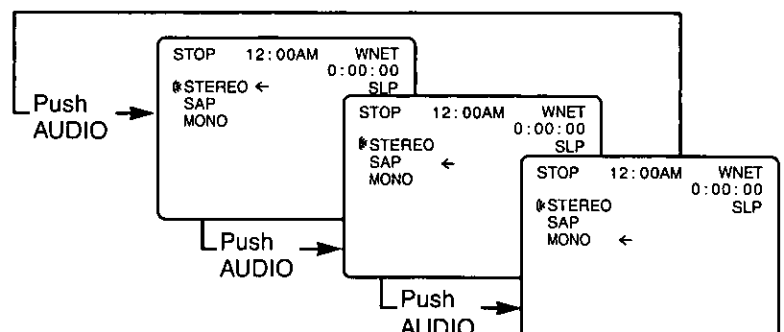 Push
AUDIO
STOP 12:00AM WNET
0:00:00
STEREO ← SLP
SAP
MONO
Push
AUDIO
STOP 12:00AM WNET
0:00:00
STEREO SLP
SAP ←
MONO
Push
AUDIO
STOP 12:00AM WNET
0:00:00
STEREO SLP
SAP
MONO ←